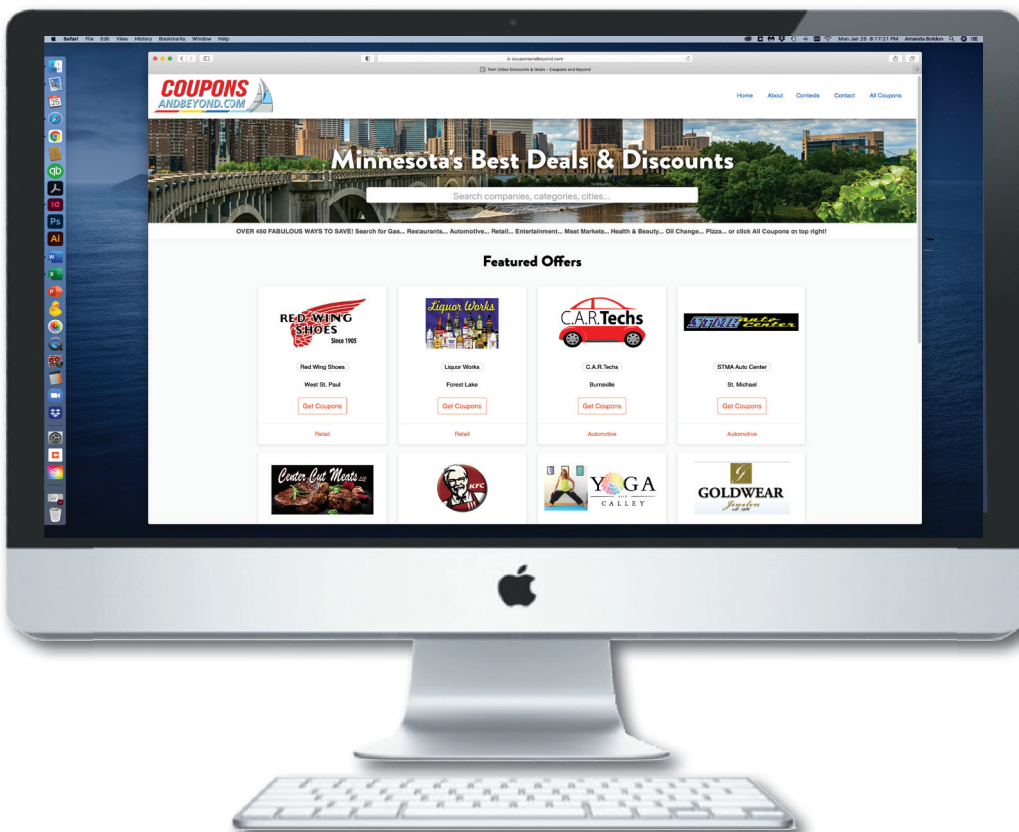 Safari File Edit View History Bookmarks Window Help
Mon Jan 25 8:17:21 PM Amanda Boldon
couponsandbeyond.com
Twin Cities Discounts & Deals - Coupons and Beyond
COUPONS
ANDBEYOND.COM
Home About Contests Contact All Coupons
Minnesota's Best Deals & Discounts
Search companies, categories, cities...
OVER 450 FABULOUS WAYS TO SAVE! Search for Gas... Restaurants... Automotive... Retail... Entertainment... Meat Markets... Health & Beauty... Oil Change... Pizza... or click All Coupons on top right!
Featured Offers
RED WING
SHOES
Since 1905
Red Wing Shoes
West St. Paul
Get Coupons
Retail
Liquor Works
Liquor Works
Forest Lake
Get Coupons
Retail
C.A.R.Techs
C.A.R.Techs
Burnsville
Get Coupons
Automotive
STMA Auto
Center
STMA Auto Center
St. Michael
Get Coupons
Automotive
Center Cut Meats
KFC
YOGA
CALLEY
G
GOLDWEAR
Jewelers
25
qb
Ps
Ai
W
X
P